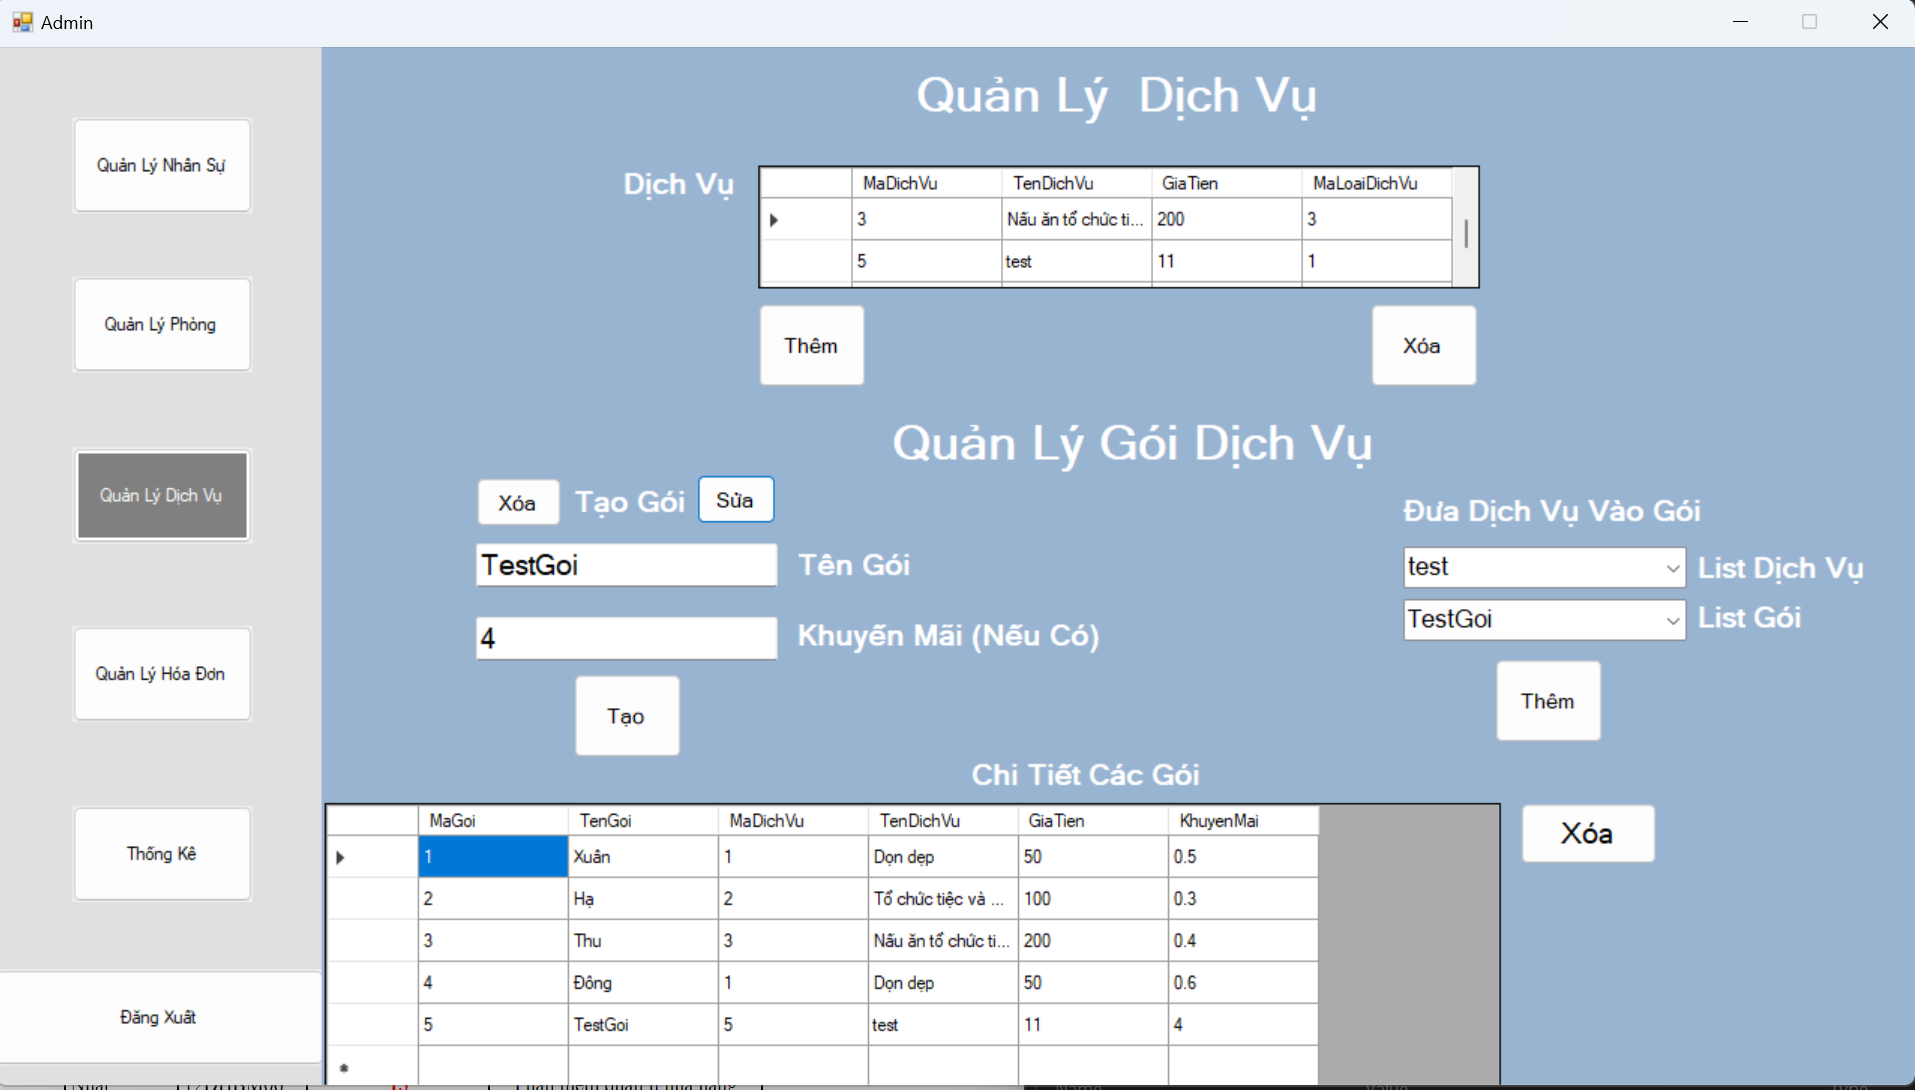 Admin
Quản Lý Nhân Sự
Quản Lý Phòng
Quản Lý Dịch Vụ
Quản Lý Hóa Đơn
Thống Kê
Đăng Xuất
Quản Lý Dịch Vụ
Dịch Vụ
MaDichVu TenDichVu GiaTien MaLoaiDichVu
3 Nấu ăn tổ chức ti... 200 3
5 test 11 1
Thêm Xóa
Quản Lý Gói Dịch Vụ
Xóa Tạo Gói Sửa
TestGoi Tên Gói
4 Khuyến Mãi (Nếu Có)
Tạo
Đưa Dịch Vụ Vào Gói
test List Dịch Vụ
TestGoi List Gói
Thêm
Chi Tiết Các Gói
MaGoi TenGoi MaDichVu TenDichVu GiaTien KhuyenMai
1 Xuân 1 Dọn dẹp 50 0.5
2 Hạ 2 Tổ chức tiệc và ... 100 0.3
3 Thu 3 Nấu ăn tổ chức ti... 200 0.4
4 Đông 1 Dọn dẹp 50 0.6
5 TestGoi 5 test 11 4
Xóa